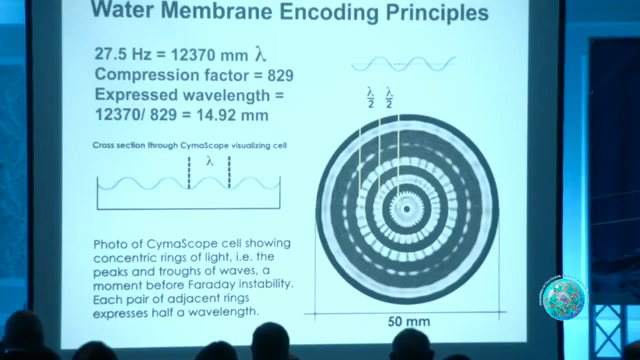 Water Membrane Encoding Principles
27.5 Hz = 12370 mm λ
Compression factor = 829
Expressed wavelength =
12370/ 829 = 14.92 mm
Cross section through CymaScope visualizing cell
λ
λ/2 λ/2
Photo of CymaScope cell showing
concentric rings of light, i.e. the
peaks and troughs of waves, a
moment before Faraday instability.
Each pair of adjacent rings
expresses half a wavelength.
50 mm